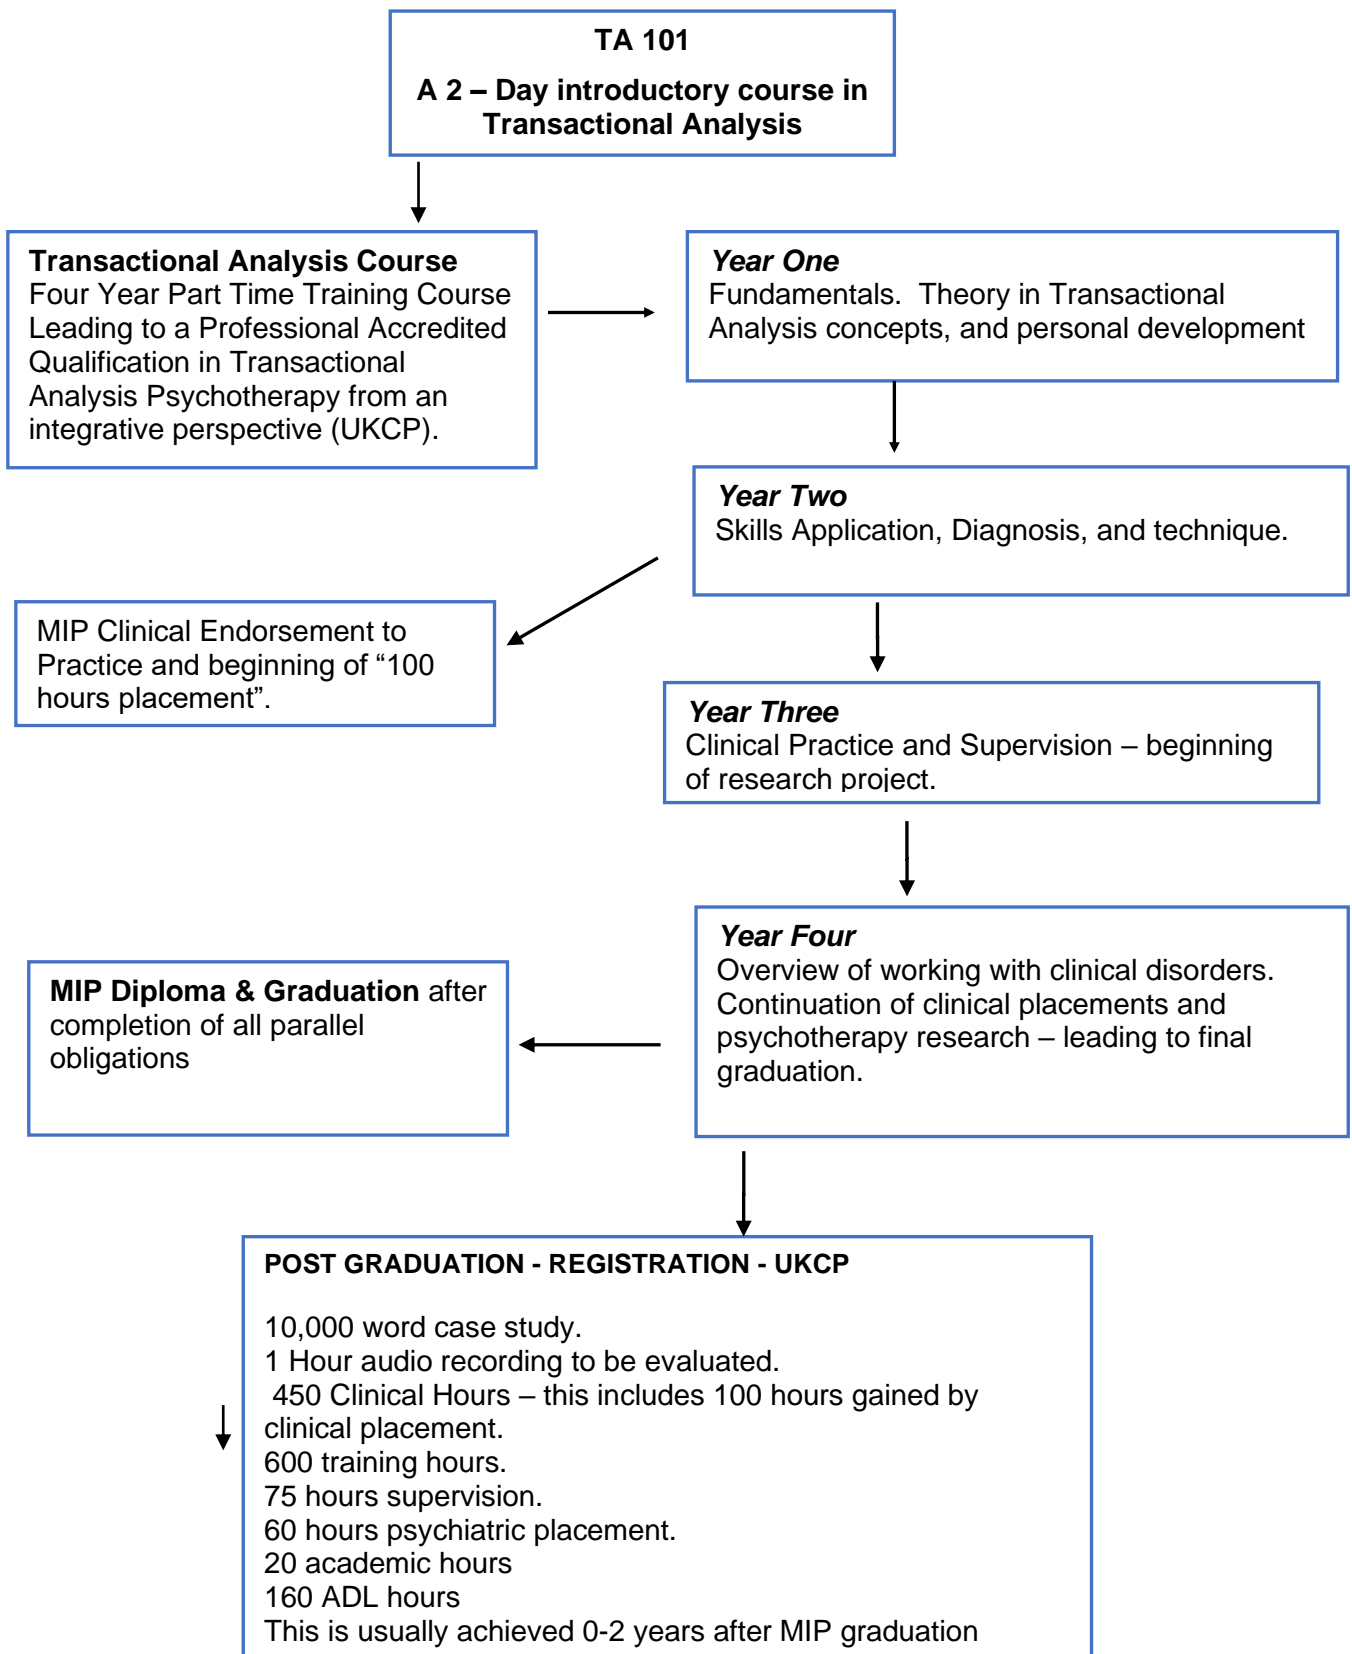 TA 101
A 2 – Day introductory course in
Transactional Analysis
Transactional Analysis Course
Four Year Part Time Training Course
Leading to a Professional Accredited
Qualification in Transactional
Analysis Psychotherapy from an
integrative perspective (UKCP).
Year One
Fundamentals. Theory in Transactional
Analysis concepts, and personal development
Year Two
Skills Application, Diagnosis, and technique.
MIP Clinical Endorsement to
Practice and beginning of “100
hours placement”.
Year Three
Clinical Practice and Supervision – beginning
of research project.
Year Four
Overview of working with clinical disorders.
Continuation of clinical placements and
psychotherapy research – leading to final
graduation.
MIP Diploma & Graduation after
completion of all parallel
obligations
POST GRADUATION - REGISTRATION - UKCP
10,000 word case study.
1 Hour audio recording to be evaluated.
450 Clinical Hours – this includes 100 hours gained by
clinical placement.
600 training hours.
75 hours supervision.
60 hours psychiatric placement.
20 academic hours
160 ADL hours
This is usually achieved 0-2 years after MIP graduation